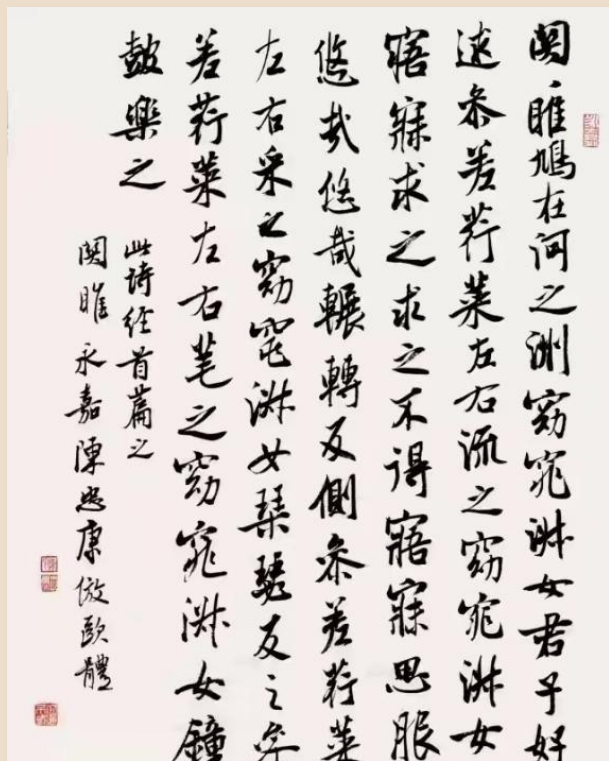 關〻雎鳩在河之洲窈窕淑女君子好
逑参差荇菜左右流之窈窕淑女
寤寐求之求之不得寤寐思服
悠哉悠哉輾轉反側参差荇菜
左右采之窈窕淑女琴瑟友之参
差荇菜左右芼之窈窕淑女鐘
鼓樂之
此詩經首篇之
關雎永嘉陳忠康倣歐體